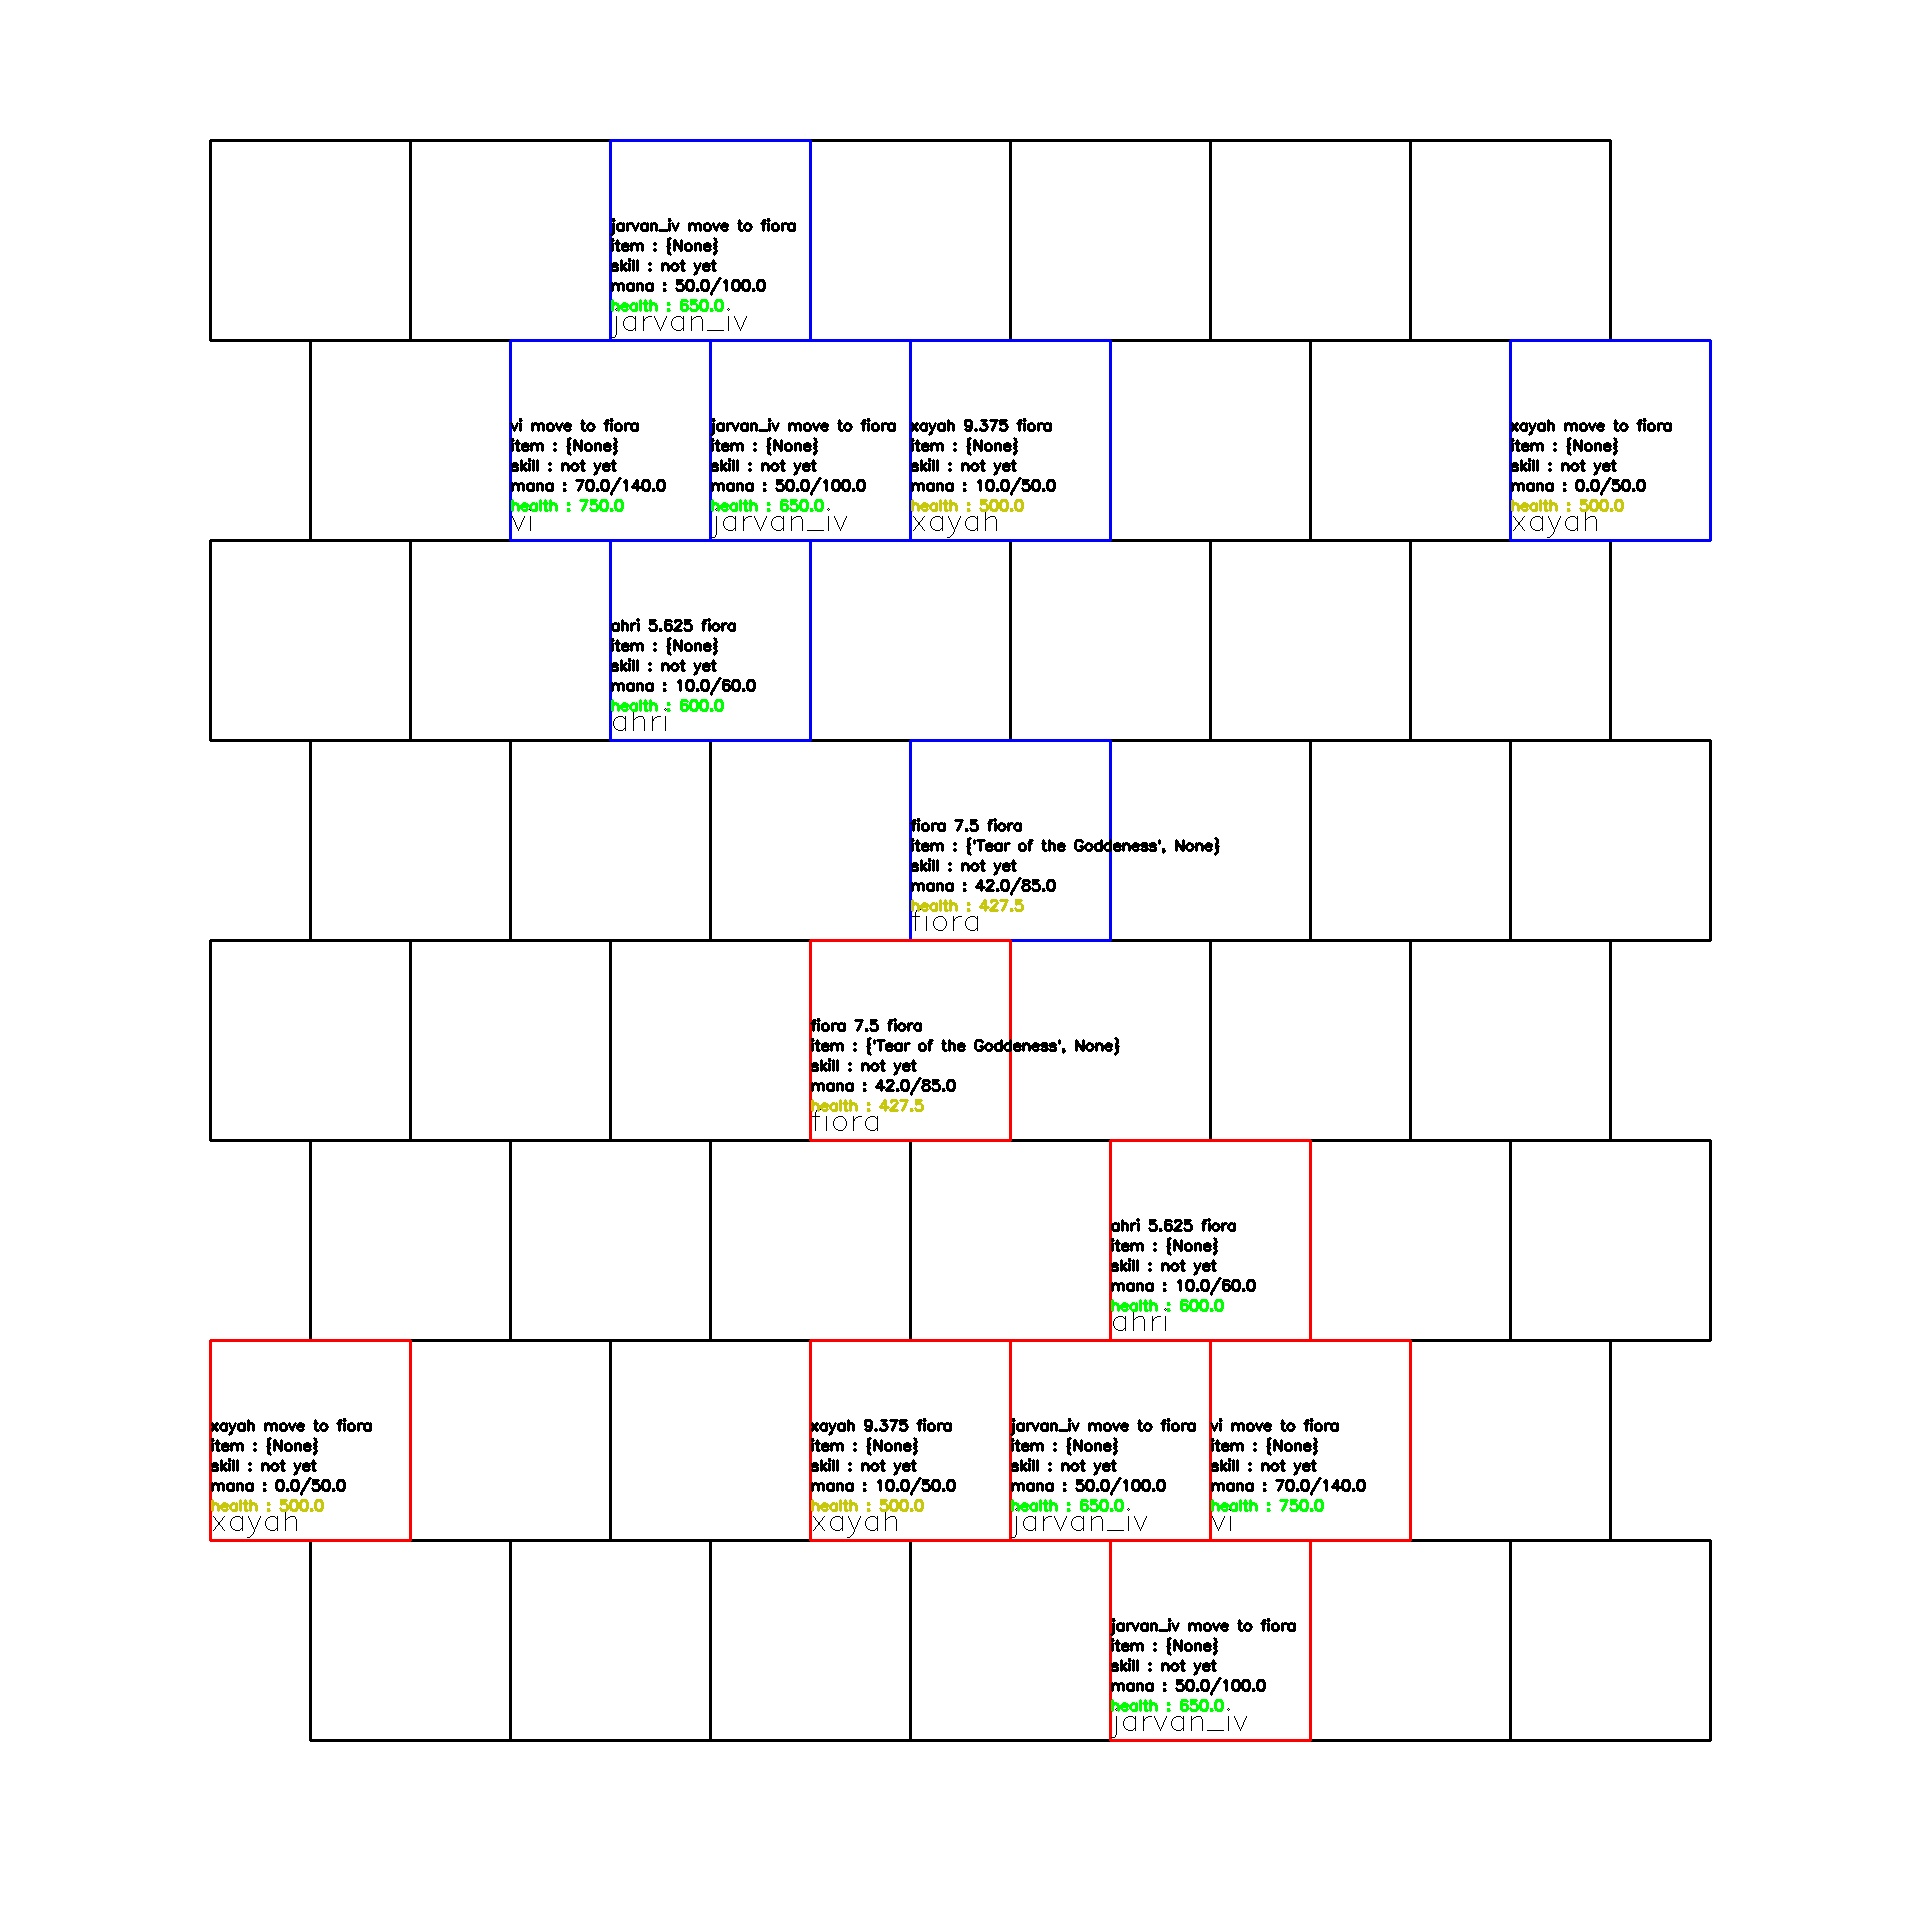 jarvan_iv move to fiora
item : {None}
skill : not yet
mana : 50.0/100.0
health : 650.0
jarvan_iv
vi move to fiora
item : {None}
skill : not yet
mana : 70.0/140.0
health : 750.0
vi
jarvan_iv move to fiora
item : {None}
skill : not yet
mana : 50.0/100.0
health : 650.0
jarvan_iv
xayah 9.375 fiora
item : {None}
skill : not yet
mana : 10.0/50.0
health : 500.0
xayah
xayah move to fiora
item : {None}
skill : not yet
mana : 0.0/50.0
health : 500.0
xayah
ahri 5.625 fiora
item : {None}
skill : not yet
mana : 10.0/60.0
health : 600.0
ahri
fiora 7.5 fiora
item : {'Tear of the Goddeness', None}
skill : not yet
mana : 42.0/85.0
health : 427.5
fiora
fiora 7.5 fiora
item : {'Tear of the Goddeness', None}
skill : not yet
mana : 42.0/85.0
health : 427.5
fiora
ahri 5.625 fiora
item : {None}
skill : not yet
mana : 10.0/60.0
health : 600.0
ahri
xayah move to fiora
item : {None}
skill : not yet
mana : 0.0/50.0
health : 500.0
xayah
xayah 9.375 fiora
item : {None}
skill : not yet
mana : 10.0/50.0
health : 500.0
xayah
jarvan_iv move to fiora
item : {None}
skill : not yet
mana : 50.0/100.0
health : 650.0
jarvan_iv
vi move to fiora
item : {None}
skill : not yet
mana : 70.0/140.0
health : 750.0
vi
jarvan_iv move to fiora
item : {None}
skill : not yet
mana : 50.0/100.0
health : 650.0
jarvan_iv